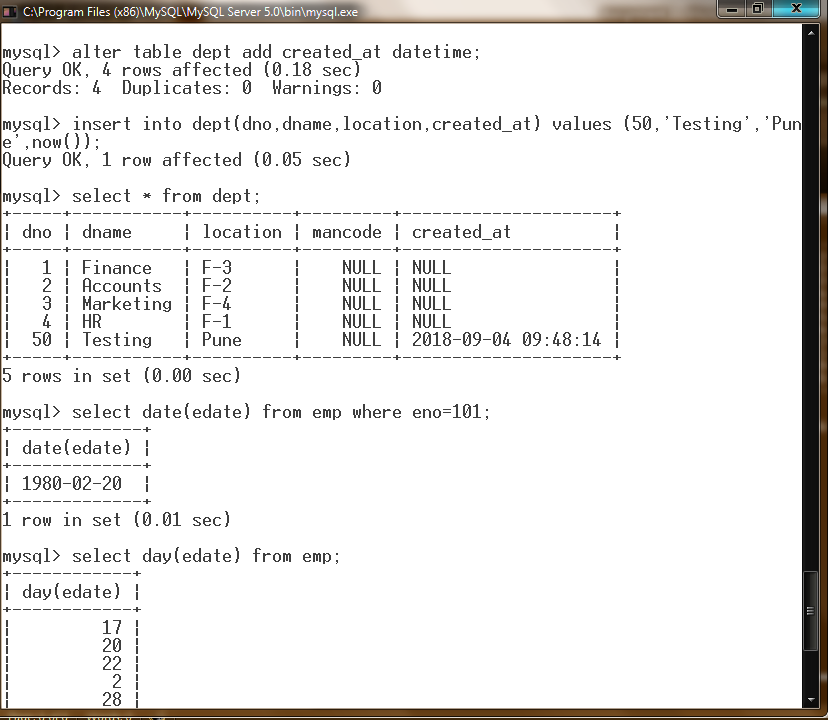 C:\Program Files (x86)\MySQL\MySQL Server 5.0\bin\mysql.exe
mysql> alter table dept add created_at datetime;
Query OK, 4 rows affected (0.18 sec)
Records: 4  Duplicates: 0  Warnings: 0
mysql> insert into dept(dno,dname,location,created_at) values (50,'Testing','Pun
e',now());
Query OK, 1 row affected (0.05 sec)
mysql> select * from dept;
+-----+-----------+----------+---------+---------------------+
| dno | dname     | location | mancode | created_at          |
+-----+-----------+----------+---------+---------------------+
|   1 | Finance   | F-3      |    NULL | NULL                |
|   2 | Accounts  | F-2      |    NULL | NULL                |
|   3 | Marketing | F-4      |    NULL | NULL                |
|   4 | HR        | F-1      |    NULL | NULL                |
|  50 | Testing   | Pune     |    NULL | 2018-09-04 09:48:14 |
+-----+-----------+----------+---------+---------------------+
5 rows in set (0.00 sec)
mysql> select date(edate) from emp where eno=101;
+-------------+
| date(edate) |
+-------------+
| 1980-02-20  |
+-------------+
1 row in set (0.01 sec)
mysql> select day(edate) from emp;
+------------+
| day(edate) |
+------------+
|         17 |
|         20 |
|         22 |
|          2 |
|         28 |